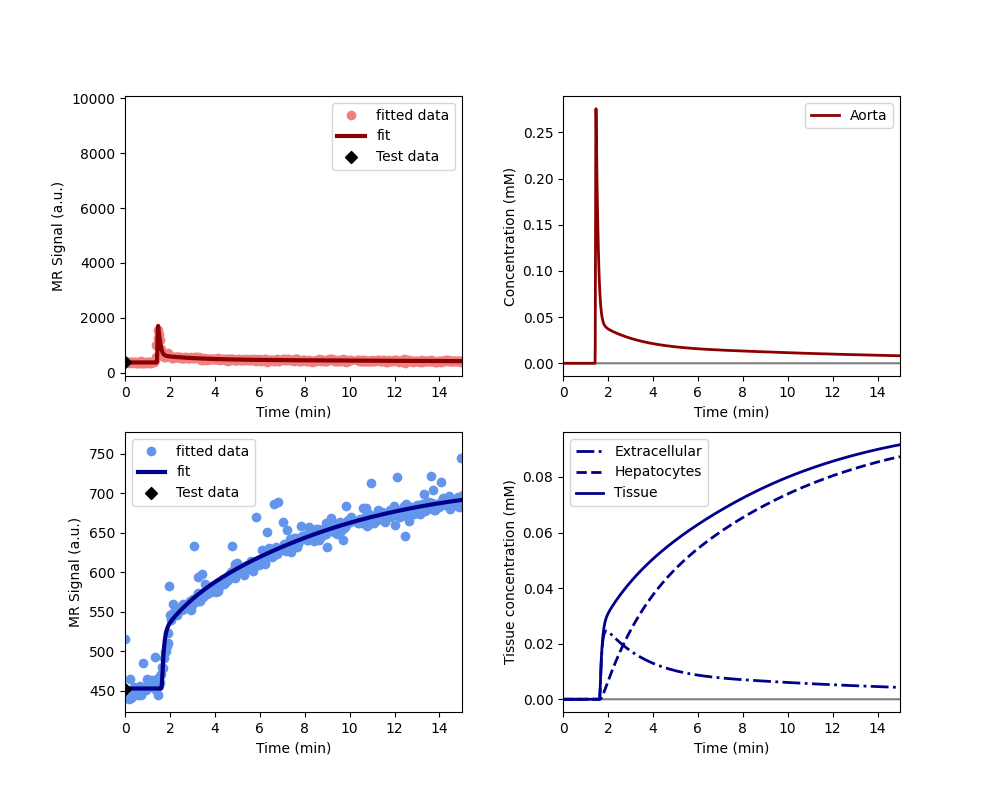 10000
8000
6000
4000
2000
0
MR Signal (a.u.)
fitted data
fit
Test data
0 2 4 6 8 10 12 14
Time (min)
0.25
0.20
0.15
0.10
0.05
0.00
Concentration (mM)
Aorta
0 2 4 6 8 10 12 14
Time (min)
750
700
650
600
550
500
450
MR Signal (a.u.)
fitted data
fit
Test data
0 2 4 6 8 10 12 14
Time (min)
0.08
0.06
0.04
0.02
0.00
Tissue concentration (mM)
Extracellular
Hepatocytes
Tissue
0 2 4 6 8 10 12 14
Time (min)